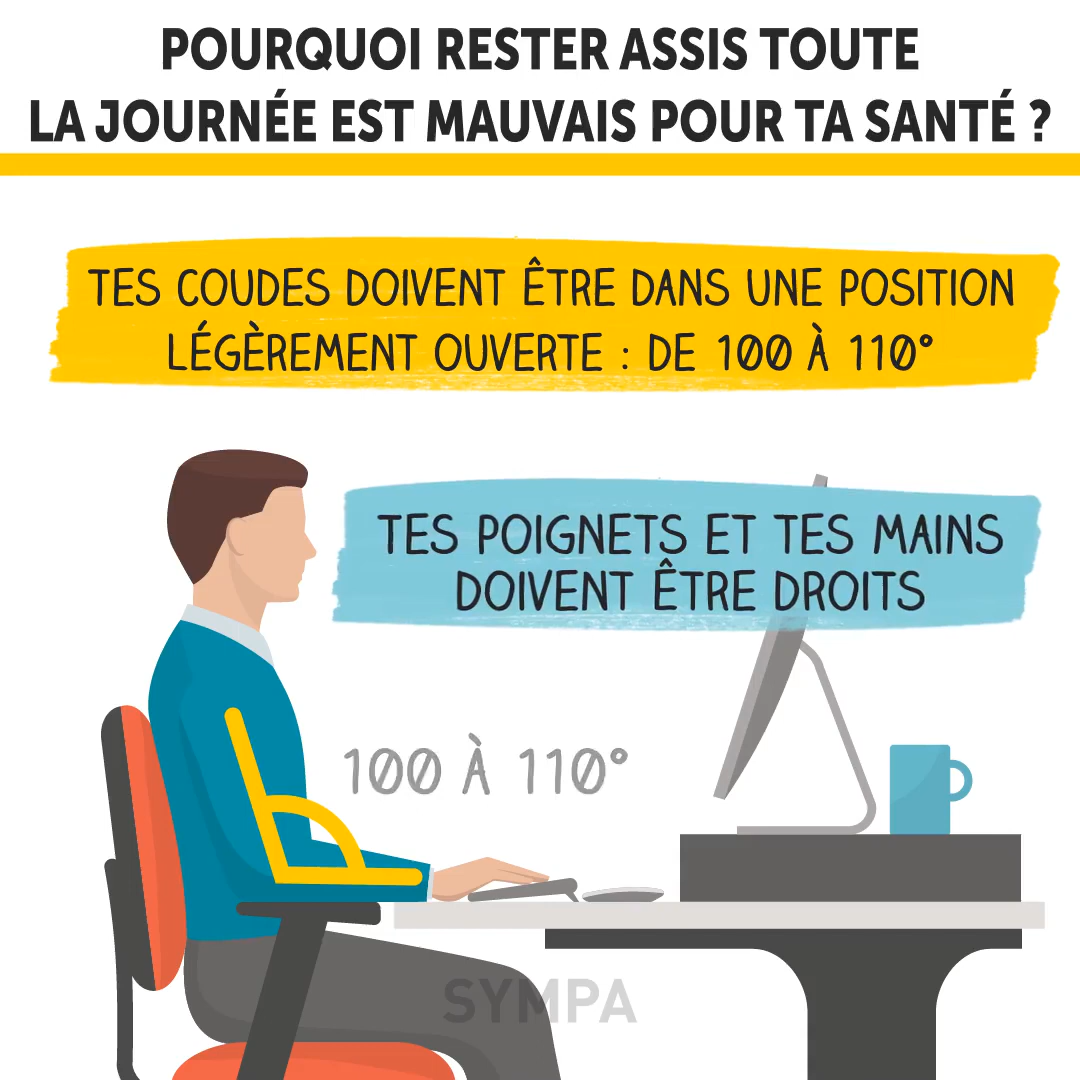 POURQUOI RESTER ASSIS TOUTE
LA JOURNÉE EST MAUVAIS POUR TA SANTÉ ?
TES COUDES DOIVENT ÊTRE DANS UNE POSITION
LÉGÈREMENT OUVERTE : DE 100 À 110°
TES POIGNETS ET TES MAINS
DOIVENT ÊTRE DROITS
100 À 110°
SYMPA